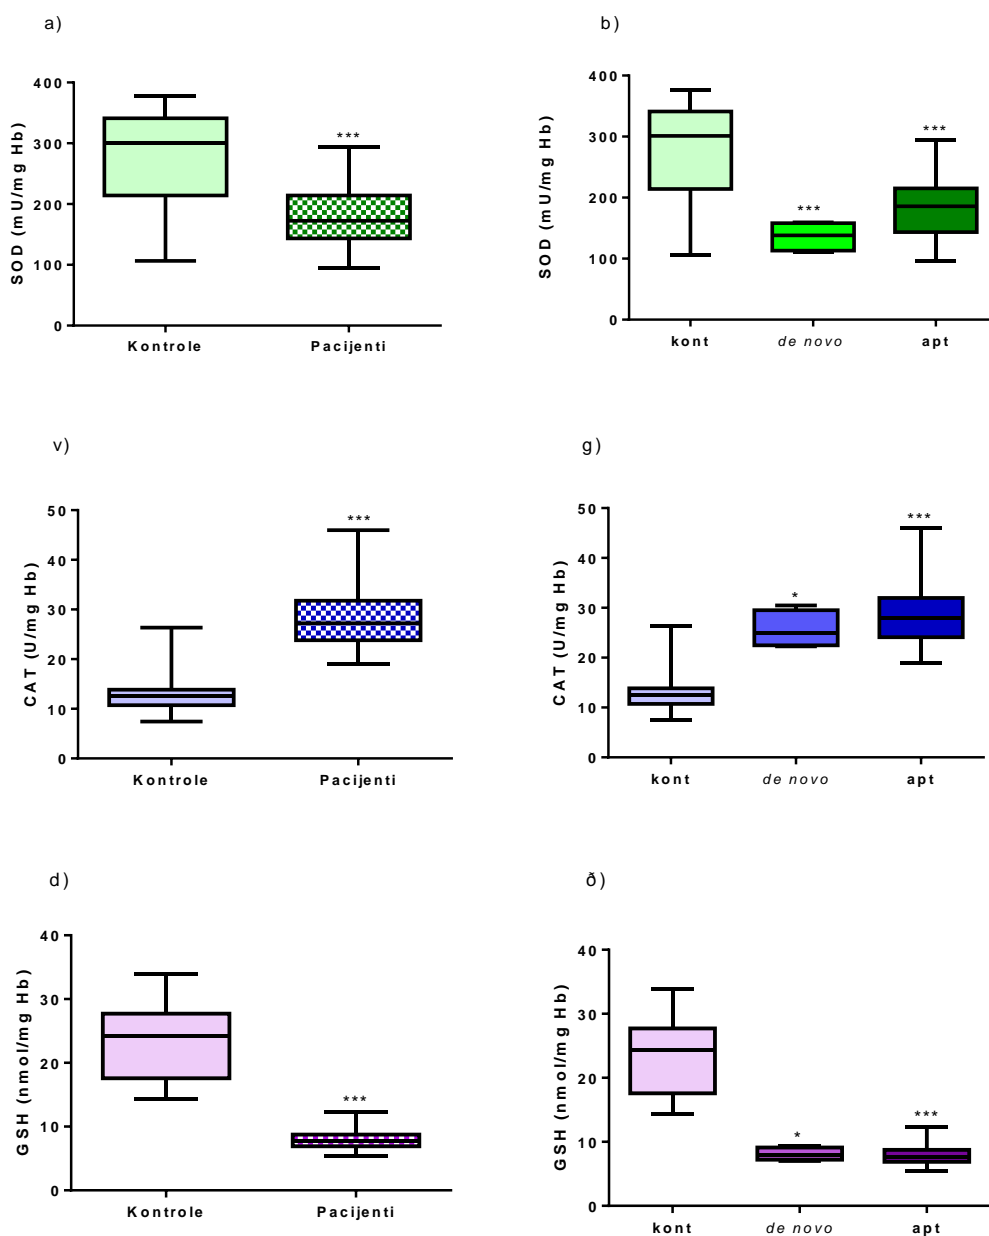 a)
SOD (mU/mg Hb)
400
300
200
100
0
***
Kontrole
Pacijenti
b)
SOD (mU/mg Hb)
400
300
200
100
0
***
***
kont
de novo
apt
v)
CAT (U/mg Hb)
50
40
30
20
10
0
***
Kontrole
Pacijenti
g)
CAT (U/mg Hb)
50
40
30
20
10
0
*
***
kont
de novo
apt
d)
GSH (nmol/mg Hb)
40
30
20
10
0
***
Kontrole
Pacijenti
ð)
GSH (nmol/mg Hb)
40
30
20
10
0
*
***
kont
de novo
apt